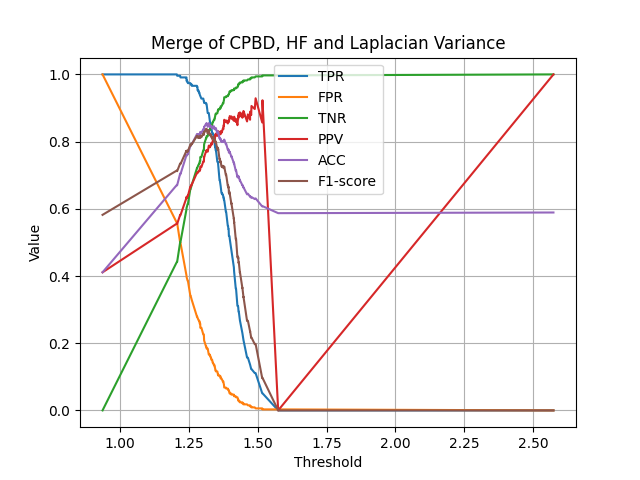 Merge of CPBD, HF and Laplacian Variance
TPR
FPR
TNR
PPV
ACC
F1-score
1.0
0.8
0.6
0.4
0.2
0.0
Value
1.00 1.25 1.50 1.75 2.00 2.25 2.50
Threshold